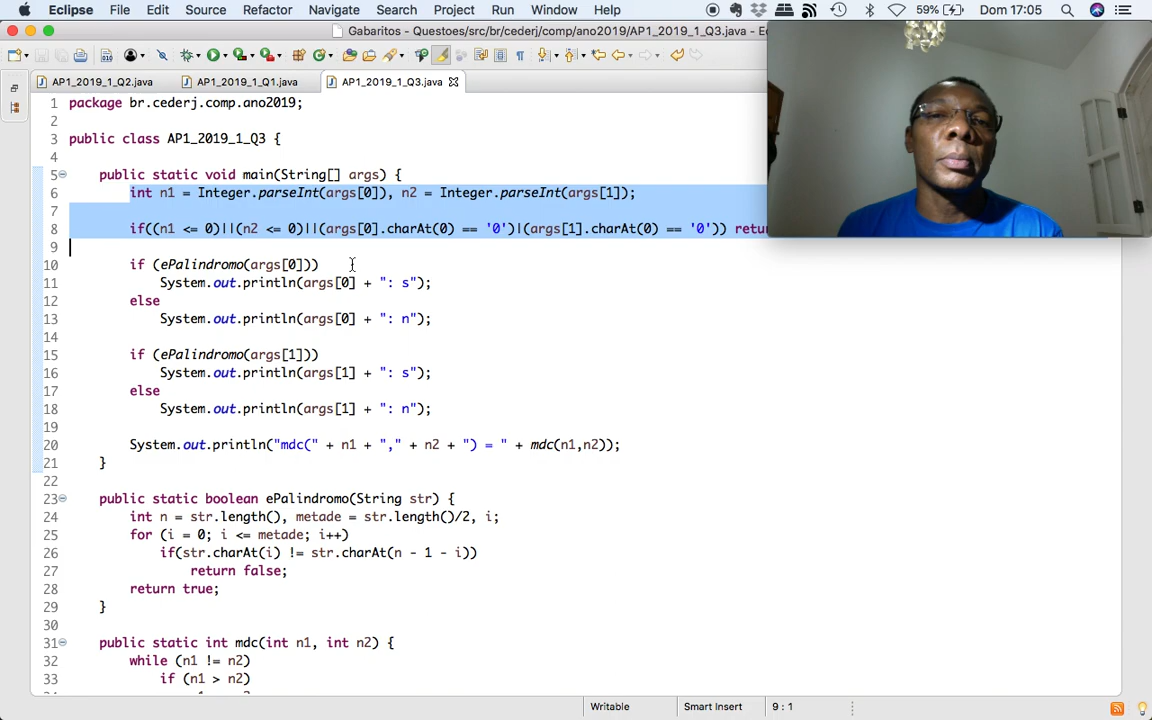 Eclipse File Edit Source Refactor Navigate Search Project Run Window Help 59% Dom 17:05
Gabaritos - Questoes/src/br/cederj/comp/ano2019/AP1_2019_1_Q3.java - Ec
AP1_2019_1_Q2.java AP1_2019_1_Q1.java AP1_2019_1_Q3.java
1 package br.cederj.comp.ano2019;
2
3 public class AP1_2019_1_Q3 {
4
5 public static void main(String[] args) {
6 int n1 = Integer.parseInt(args[0]), n2 = Integer.parseInt(args[1]);
7
8 if((n1 <= 0)||(n2 <= 0)||(args[0].charAt(0) == '0')|(args[1].charAt(0) == '0')) retu
9
10 if (ePalindromo(args[0]))
11 System.out.println(args[0] + ": s");
12 else
13 System.out.println(args[0] + ": n");
14
15 if (ePalindromo(args[1]))
16 System.out.println(args[1] + ": s");
17 else
18 System.out.println(args[1] + ": n");
19
20 System.out.println("mdc(" + n1 + "," + n2 + ") = " + mdc(n1,n2));
21 }
22
23 public static boolean ePalindromo(String str) {
24 int n = str.length(), metade = str.length()/2, i;
25 for (i = 0; i <= metade; i++)
26 if(str.charAt(i) != str.charAt(n - 1 - i))
27 return false;
28 return true;
29 }
30
31 public static int mdc(int n1, int n2) {
32 while (n1 != n2)
33 if (n1 > n2)
Writable Smart Insert 9 : 1